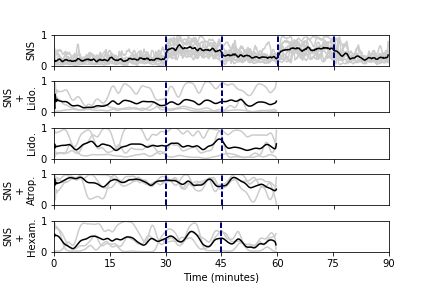 1
SNS
0
1
SNS
+
Lido.
0
1
Lido.
0
1
SNS
+
Atrop.
0
1
SNS
+
Hexam.
0
0 15 30 45 60 75 90
Time (minutes)